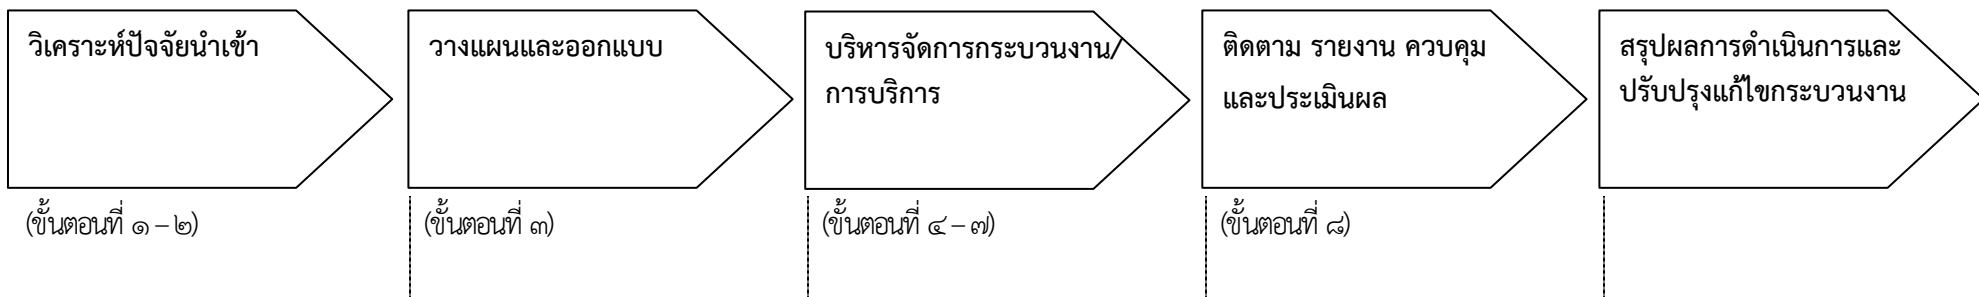 วิเคราะห์ปัจจัยนำเข้า
วางแผนและออกแบบ
บริหารจัดการกระบวนงาน/
การบริการ
ติดตาม รายงาน ควบคุม
และประเมินผล
สรุปผลการดำเนินการและ
ปรับปรุงแก้ไขกระบวนงาน
(ขั้นตอนที่ ๑ – ๒)
(ขั้นตอนที่ ๓)
(ขั้นตอนที่ ๔ – ๗)
(ขั้นตอนที่ ๘)